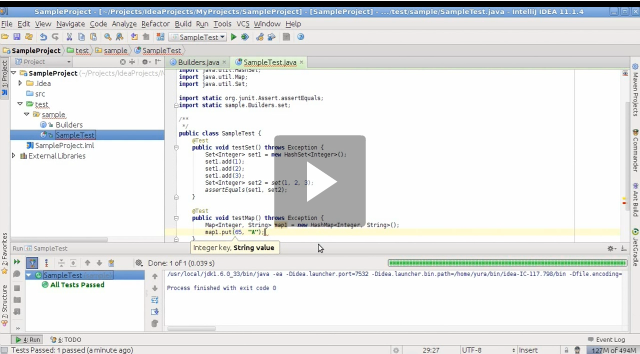 SampleProject - [~/Projects/IdeaProjects/MyProjects/SampleProject] - [SampleProject] - .../test/sample/SampleTest.java - IntelliJ IDEA 11.1.4
File Edit View Navigate Code Analyze Refactor Build Run Tools VCS Window Help
SampleTest
SampleProject test sample SampleTest
Project
Builders.java SampleTest.java
SampleProject (~/Projects/IdeaProjects/M
.idea
src
test
sample
Builders
SampleTest
SampleProject.iml
External Libraries
1: Project
2: Favorites
7: Structure
Maven Projects
Commander
Ant Build
JetGradle
import java.util.HashSet;
import java.util.Map;
import java.util.Set;
import static org.junit.Assert.assertEquals;
import static sample.Builders.set;
/**
*/
public class SampleTest {
@Test
public void testSet() throws Exception {
Set<Integer> set1 = new HashSet<Integer>();
set1.add(1);
set1.add(2);
set1.add(3);
Set<Integer> set2 = set(1, 2, 3);
assertEquals(set1, set2);
}
@Test
public void testMap() throws Exception {
Map<Integer, String> map1 = new HashMap<Integer, String>();
map1.put(65, "A");
Integer key, String value
Run SampleTest
Done: 1 of 1 (0.039 s)
SampleTest
All Tests Passed
/usr/local/jdk1.6.0_33/bin/java -ea -Didea.launcher.port=7532 -Didea.launcher.bin.path=/home/yura/bin/idea-IC-117.798/bin -Dfile.encoding=
Process finished with exit code 0
4: Run 6: TODO Event Log
Tests Passed: 1 passed (a minute ago) 29:27 UTF-8 Insert 127M of 494M